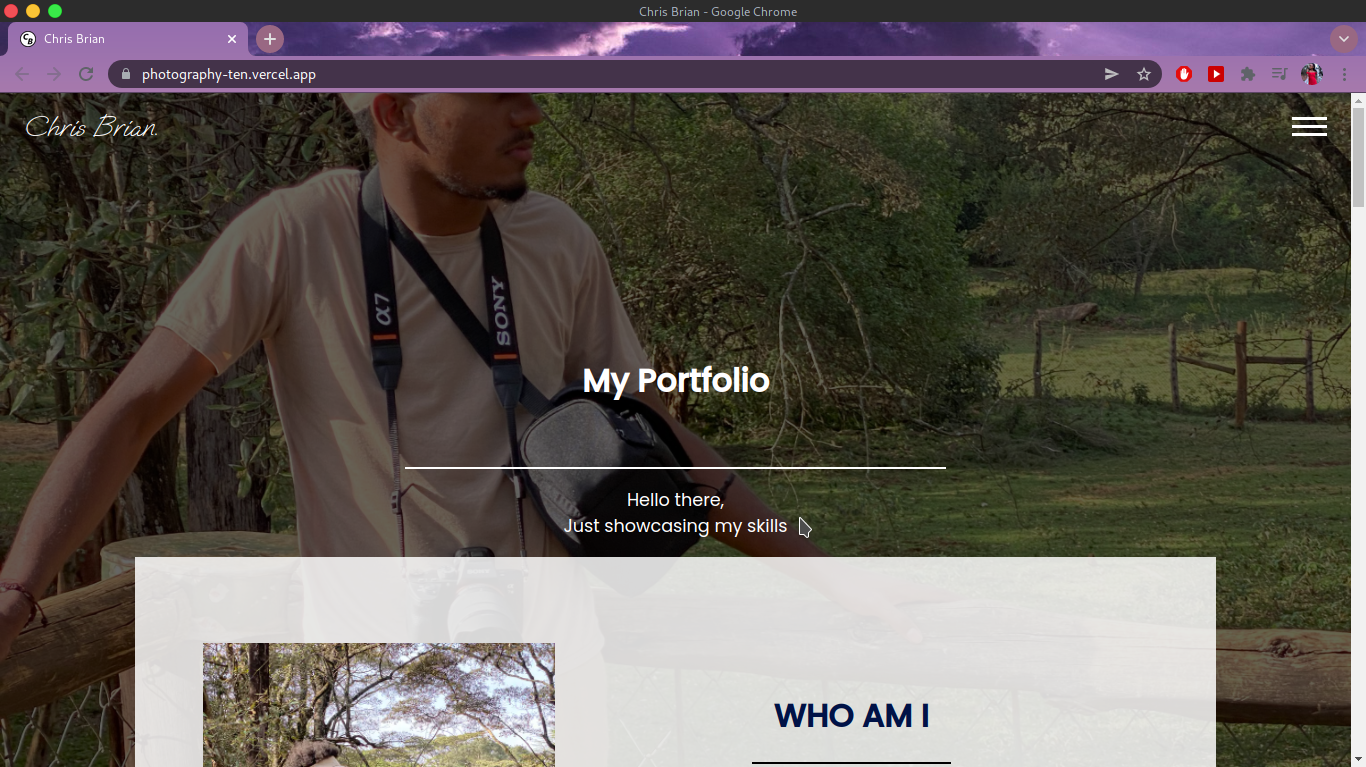 Chris Brian - Google Chrome
CB Chris Brian
photography-ten.vercel.app
Chris Brian.
α7
SONY
My Portfolio
Hello there,
Just showcasing my skills
WHO AM I